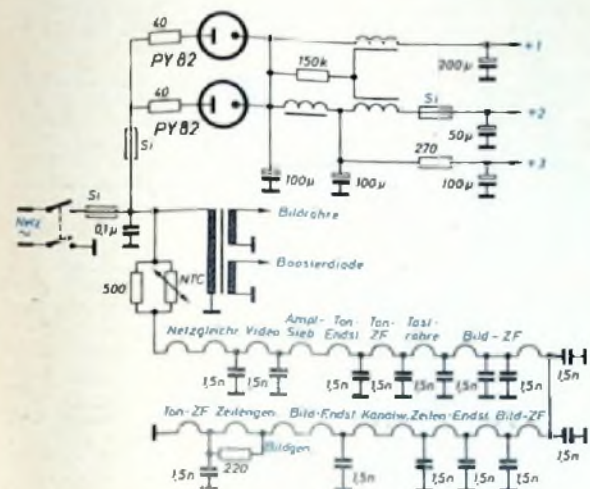 40
PY 82
150k
200µ
+1
40
PY 82
Si
+2
50µ
Si
270
+3
100µ
100µ
100µ
Si
Netz
~
0,1µ
Bildröhre
Boosterdiode
500
NTC
Netzgleichr. Video Ampl.-Sieb Ton-Endst. Ton-ZF Taströhre Bild-ZF
1,5n
1,5n
1,5n
1,5n
1,5n
1,5n
1,5n
1,5n
Ton-ZF Zeilengen. Bild-Endst. Kanalw. Zeilen-Endst. Bild-ZF
1,5n
Bildgen.
1,5n
220
1,5n
1,5n
1,5n
1,5n